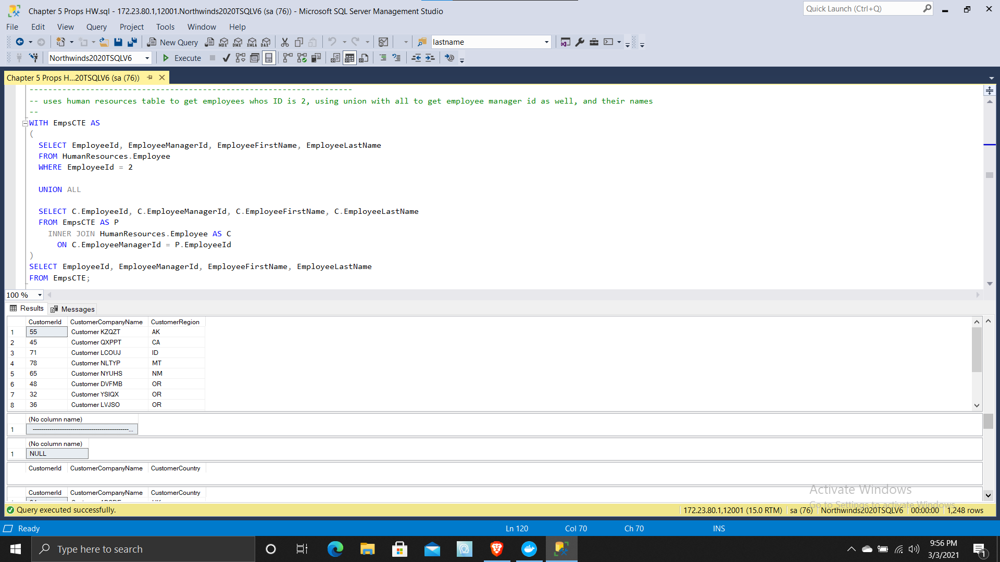 Chapter 5 Props HW.sql - 172.23.80.1,12001.Northwinds2020TSQLV6 (sa (76)) - Microsoft SQL Server Management Studio
Quick Launch (Ctrl+Q)
File Edit View Query Project Tools Window Help
New Query MDX DMX XMLA DAX lastname
Northwinds2020TSQLV6 Execute
Chapter 5 Props H...20TSQLV6 (sa (76))
---------------------------------------------------------------------
-- uses human resources table to get employees whos ID is 2, using union with all to get employee manager id as well, and their names
--
WITH EmpsCTE AS
(
SELECT EmployeeId, EmployeeManagerId, EmployeeFirstName, EmployeeLastName
FROM HumanResources.Employee
WHERE EmployeeId = 2
UNION ALL
SELECT C.EmployeeId, C.EmployeeManagerId, C.EmployeeFirstName, C.EmployeeLastName
FROM EmpsCTE AS P
INNER JOIN HumanResources.Employee AS C
ON C.EmployeeManagerId = P.EmployeeId
)
SELECT EmployeeId, EmployeeManagerId, EmployeeFirstName, EmployeeLastName
FROM EmpsCTE;
100 %
Results Messages
CustomerId CustomerCompanyName CustomerRegion
1 55 Customer KZQZT AK
2 45 Customer QXPPT CA
3 71 Customer LCOUJ ID
4 78 Customer NLTYP MT
5 65 Customer NYUHS NM
6 48 Customer DVFMB OR
7 32 Customer YSIQX OR
8 36 Customer LVJSO OR
(No column name)
1 ----------------------------------------------...
(No column name)
1 NULL
CustomerId CustomerCompanyName CustomerCountry
CustomerId CustomerCompanyName CustomerCountry
Activate Windows
Go to Settings to activate Windows.
Query executed successfully. 172.23.80.1,12001 (15.0 RTM) sa (76) Northwinds2020TSQLV6 00:00:00 1,248 rows
Ready Ln 120 Col 70 Ch 70 INS
Type here to search
9:56 PM
3/3/2021
1